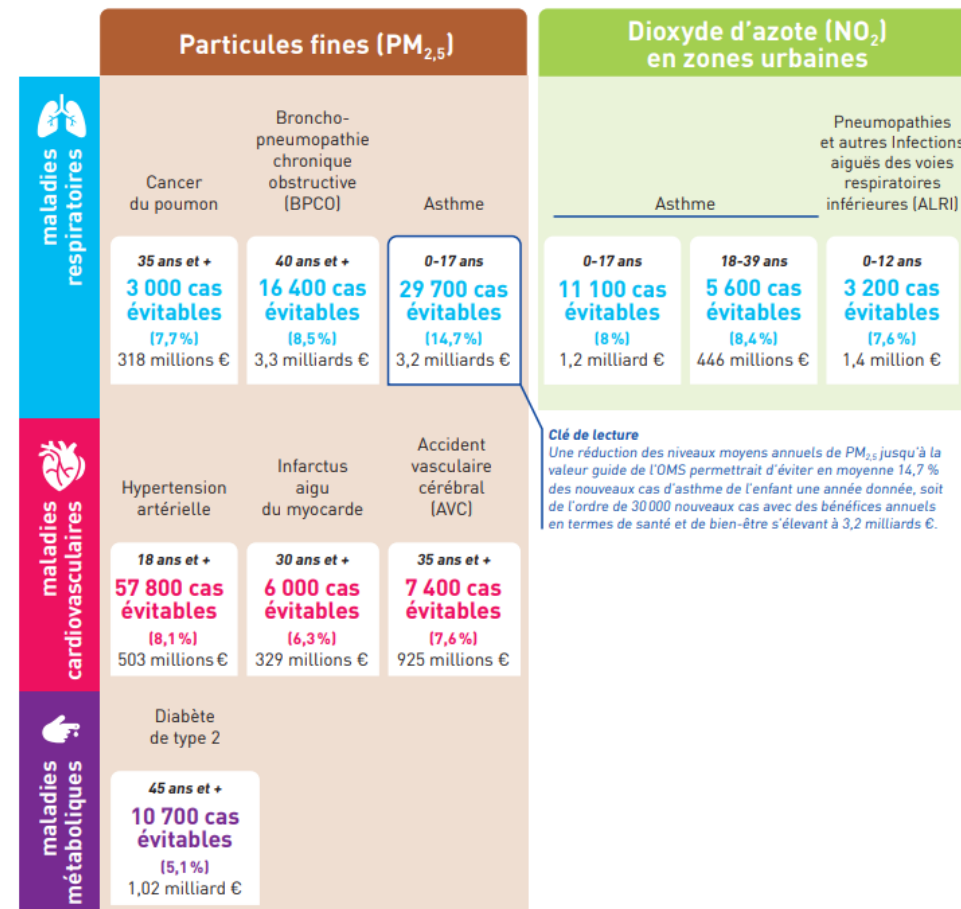 Particules fines (PM2,5)
Dioxyde d’azote (NO2)
en zones urbaines
maladies
respiratoires
Cancer
du poumon
35 ans et +
3 000 cas
évitables
(7,7 %)
318 millions €
Broncho-
pneumopathie
chronique
obstructive
(BPCO)
40 ans et +
16 400 cas
évitables
(8,5 %)
3,3 milliards €
Asthme
0-17 ans
29 700 cas
évitables
(14,7 %)
3,2 milliards €
Asthme
0-17 ans
11 100 cas
évitables
(8 %)
1,2 milliard €
18-39 ans
5 600 cas
évitables
(8,4 %)
446 millions €
Pneumopathies
et autres Infections
aiguës des voies
respiratoires
inférieures (ALRI)
0-12 ans
3 200 cas
évitables
(7,6 %)
1,4 million €
Clé de lecture
Une réduction des niveaux moyens annuels de PM2,5 jusqu’à la
valeur guide de l’OMS permettrait d’éviter en moyenne 14,7 %
des nouveaux cas d’asthme de l’enfant une année donnée, soit
de l’ordre de 30 000 nouveaux cas avec des bénéfices annuels
en termes de santé et de bien-être s’élevant à 3,2 milliards €.
maladies
cardiovasculaires
Hypertension
artérielle
18 ans et +
57 800 cas
évitables
(8,1 %)
503 millions €
Infarctus
aigu
du myocarde
30 ans et +
6 000 cas
évitables
(6,3 %)
329 millions €
Accident
vasculaire
cérébral
(AVC)
35 ans et +
7 400 cas
évitables
(7,6 %)
925 millions €
maladies
métaboliques
Diabète
de type 2
45 ans et +
10 700 cas
évitables
(5,1 %)
1,02 milliard €